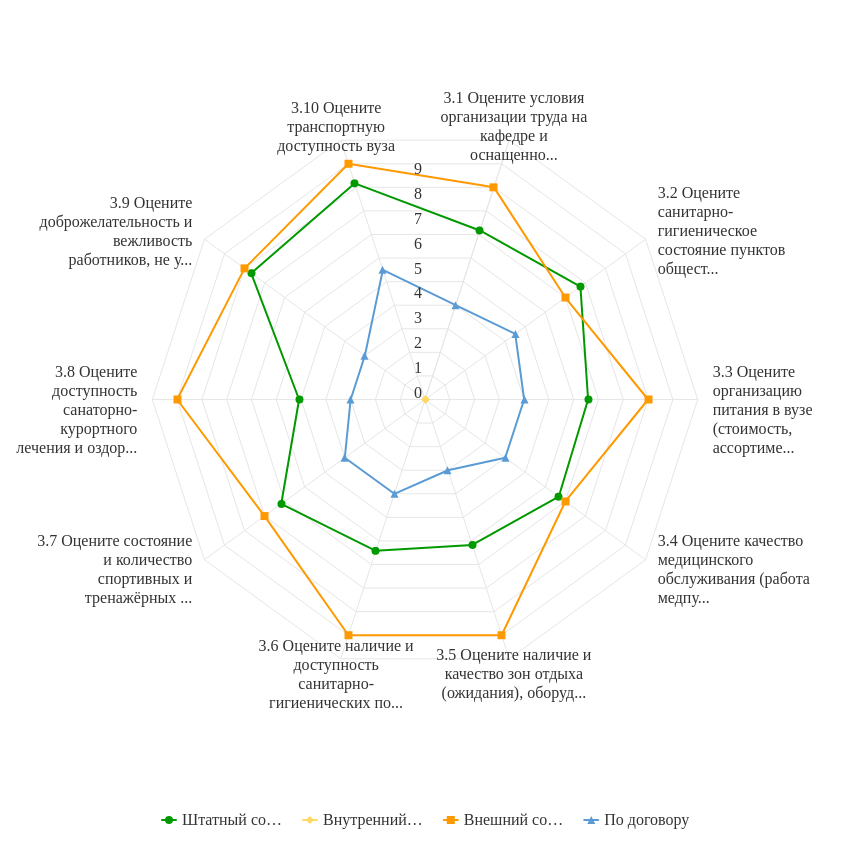 3.1 Оцените условия
организации труда на
кафедре и
оснащенно...
3.2 Оцените
санитарно-
гигиеническое
состояние пунктов
общест...
3.3 Оцените
организацию
питания в вузе
(стоимость,
ассортиме...
3.4 Оцените качество
медицинского
обслуживания (работа
медпу...
3.5 Оцените наличие и
качество зон отдыха
(ожидания), оборуд...
3.6 Оцените наличие и
доступность
санитарно-
гигиенических по...
3.7 Оцените состояние
и количество
спортивных и
тренажёрных ...
3.8 Оцените
доступность
санаторно-
курортного
лечения и оздор...
3.9 Оцените
доброжелательность и
вежливость
работников, не у...
3.10 Оцените
транспортную
доступность вуза
9
8
7
6
5
4
3
2
1
0
Штатный со…
Внутренний…
Внешний со…
По договору